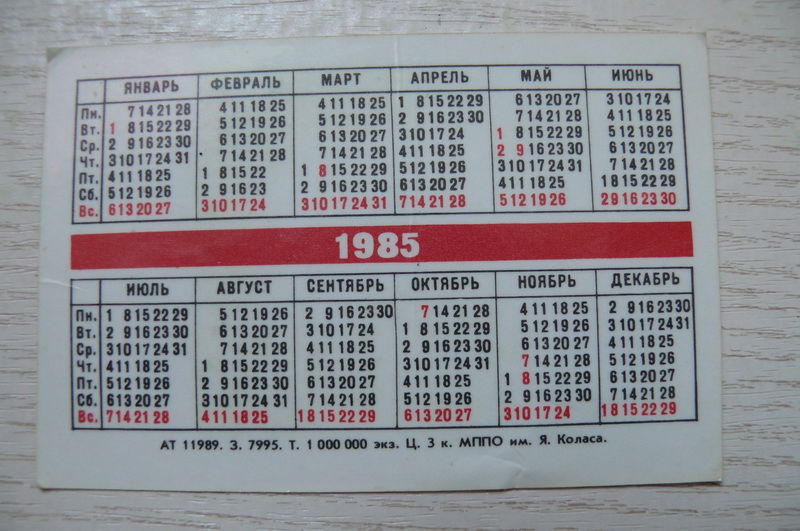 ЯНВАРЬ ФЕВРАЛЬ МАРТ АПРЕЛЬ МАЙ ИЮНЬ
Пн. 7 14 21 28 4 11 18 25 4 11 18 25 1 8 15 22 29 6 13 20 27 3 10 17 24
Вт. 1 8 15 22 29 5 12 19 26 5 12 19 26 2 9 16 23 30 7 14 21 28 4 11 18 25
Ср. 2 9 16 23 30 6 13 20 27 6 13 20 27 3 10 17 24 1 8 15 22 29 5 12 19 26
Чт. 3 10 17 24 31 7 14 21 28 7 14 21 28 4 11 18 25 2 9 16 23 30 6 13 20 27
Пт. 4 11 18 25 1 8 15 22 1 8 15 22 29 5 12 19 26 3 10 17 24 31 7 14 21 28
Сб. 5 12 19 26 2 9 16 23 2 9 16 23 30 6 13 20 27 4 11 18 25 1 8 15 22 29
Вс. 6 13 20 27 3 10 17 24 3 10 17 24 31 7 14 21 28 5 12 19 26 2 9 16 23 30
1985
ИЮЛЬ АВГУСТ СЕНТЯБРЬ ОКТЯБРЬ НОЯБРЬ ДЕКАБРЬ
Пн. 1 8 15 22 29 5 12 19 26 2 9 16 23 30 7 14 21 28 4 11 18 25 2 9 16 23 30
Вт. 2 9 16 23 30 6 13 20 27 3 10 17 24 1 8 15 22 29 5 12 19 26 3 10 17 24 31
Ср. 3 10 17 24 31 7 14 21 28 4 11 18 25 2 9 16 23 30 6 13 20 27 4 11 18 25
Чт. 4 11 18 25 1 8 15 22 29 5 12 19 26 3 10 17 24 31 7 14 21 28 5 12 19 26
Пт. 5 12 19 26 2 9 16 23 30 6 13 20 27 4 11 18 25 1 8 15 22 29 6 13 20 27
Сб. 6 13 20 27 3 10 17 24 31 7 14 21 28 5 12 19 26 2 9 16 23 30 7 14 21 28
Вс. 7 14 21 28 4 11 18 25 1 8 15 22 29 6 13 20 27 3 10 17 24 1 8 15 22 29
АТ 11989. З. 7995. Т. 1 000 000 экз. Ц. 3 к. МППО им. Я. Коласа.